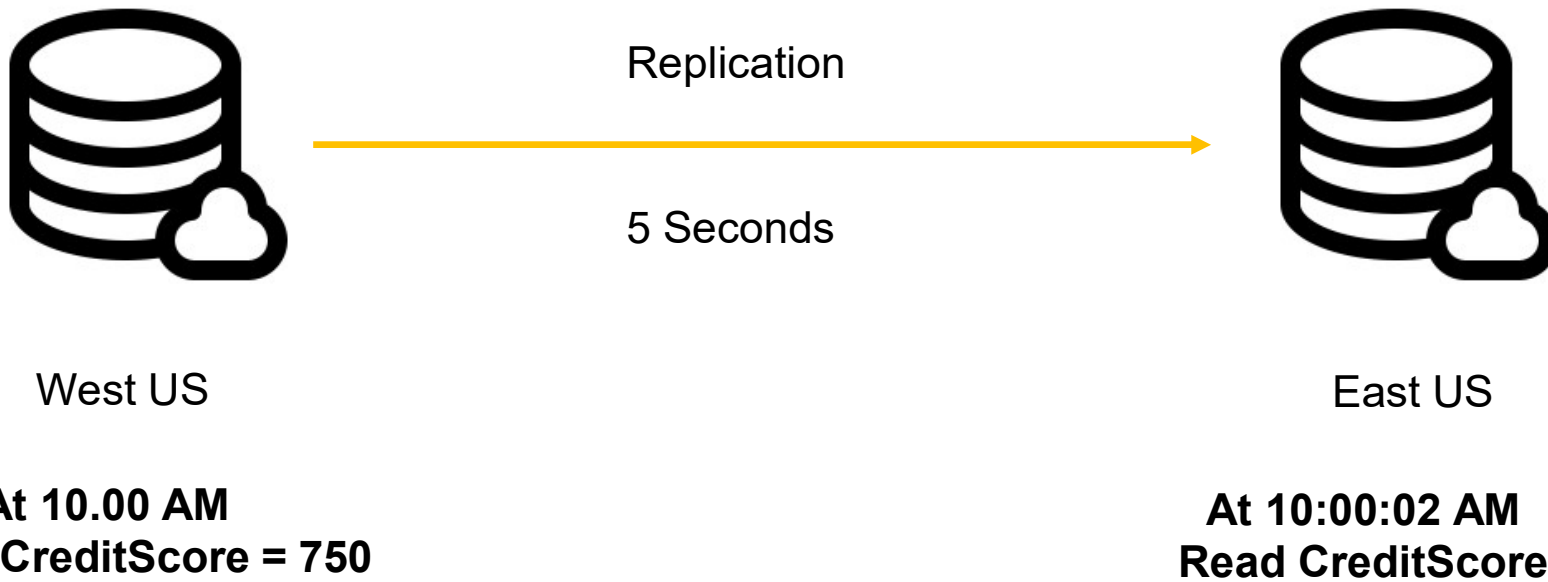 Replication
5 Seconds
West US
East US
At 10.00 AM
CreditScore = 750
At 10:00:02 AM
Read CreditScore